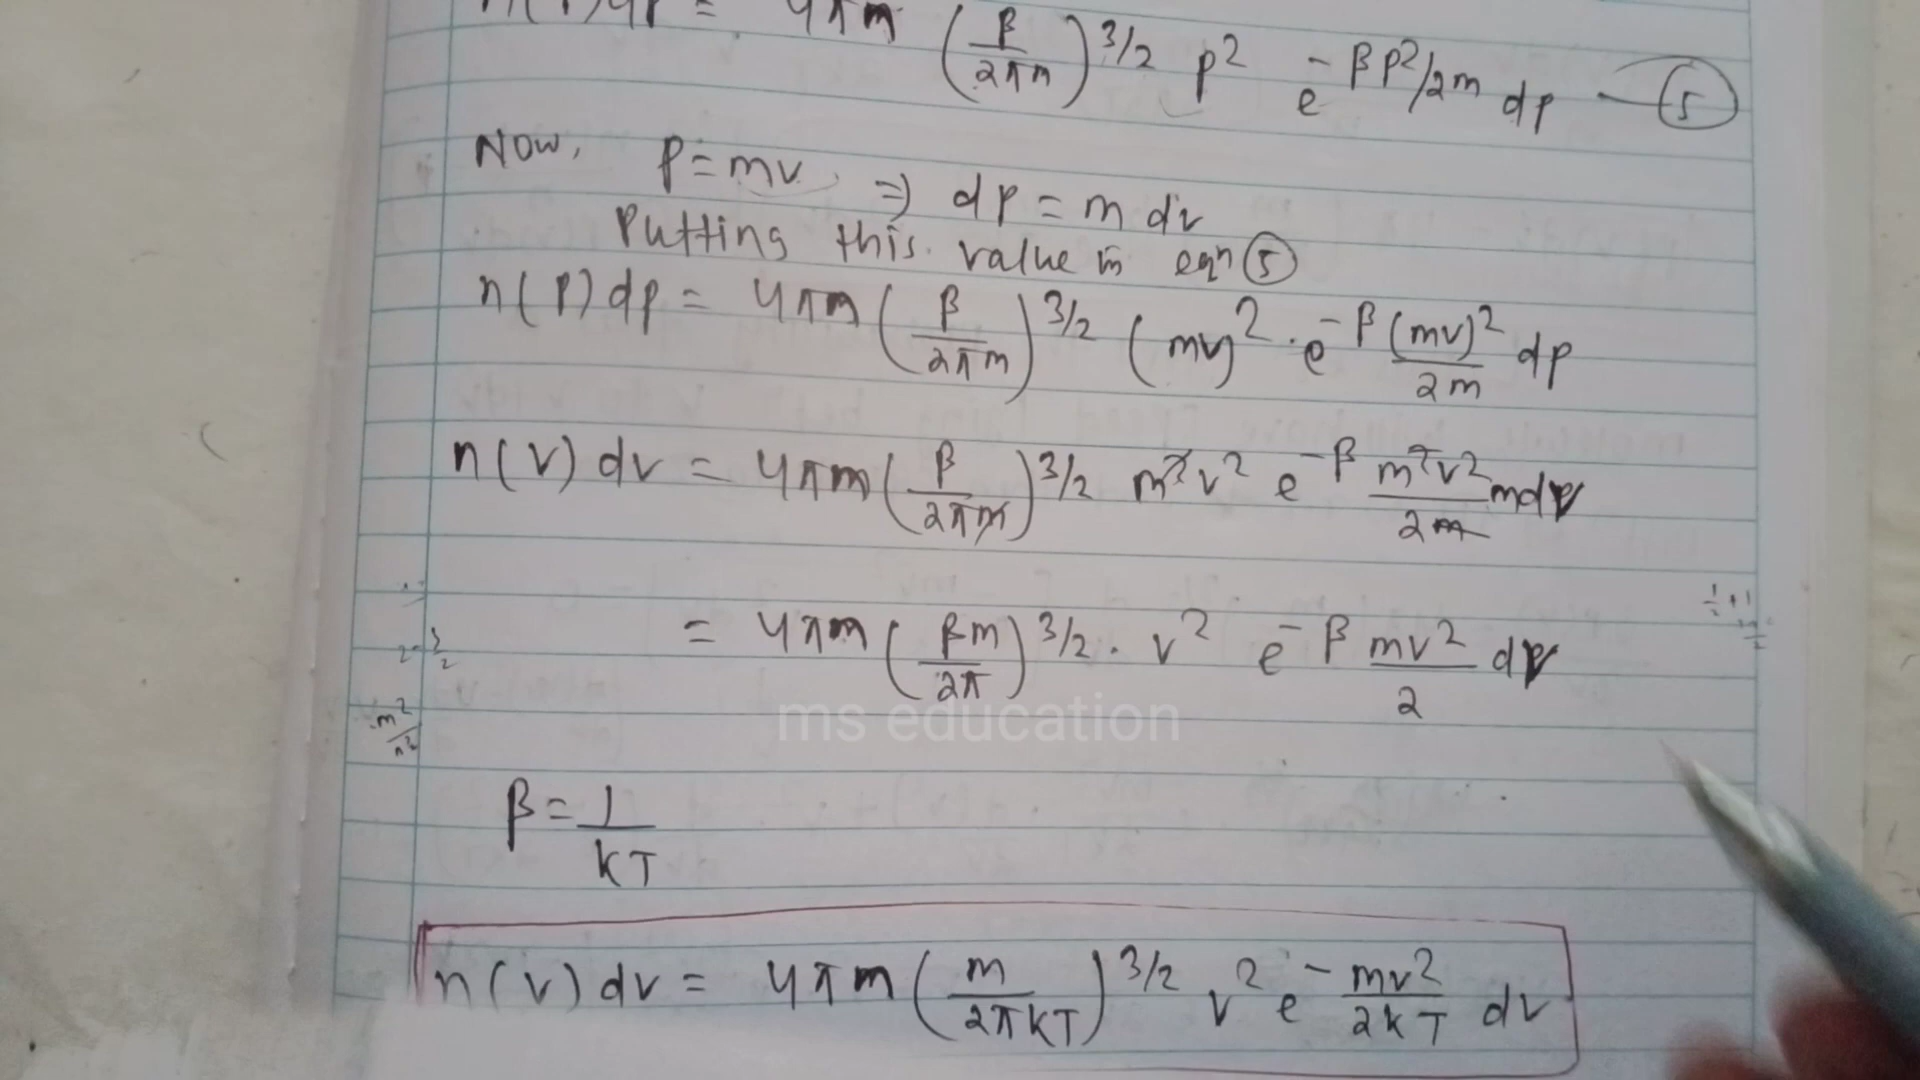 n(p)dp = 4πm (β/2πm)^3/2 p² e^-βp²/2m dp — ⑤
Now, p=mv ⇒ dp = m dv
Putting this value in eqn ⑤
n(p)dp = 4πm (β/2πm)^3/2 (mv)² · e^-β(mv)²/2m dp
n(v)dv = 4πm (β/2πm)^3/2 m²v² e^-β m²v²/2m mdv
= 4πm (βm/2π)^3/2 · v² e^-β mv²/2 dv
ms education
β = 1/kT
n(v)dv = 4πm (m/2πkT)^3/2 v² e^-mv²/2kT dv